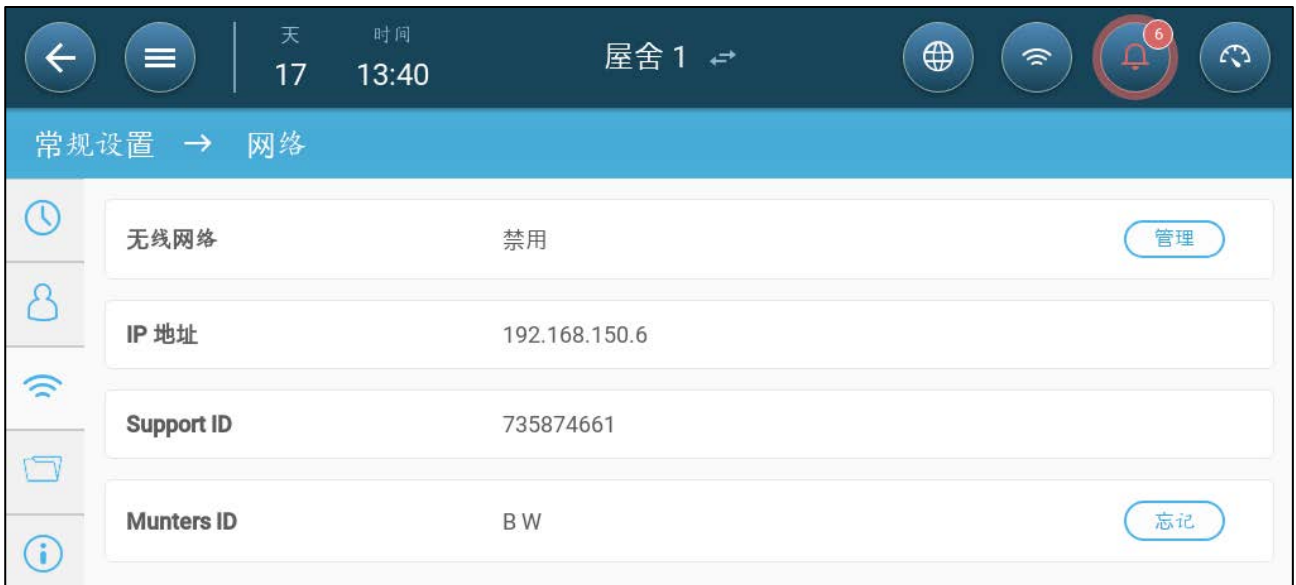 天 时间 6
17 13:40 屋舍 1
常规设置 → 网络
无线网络 禁用 管理
IP 地址 192.168.150.6
Support ID 735874661
Munters ID B W 忘记